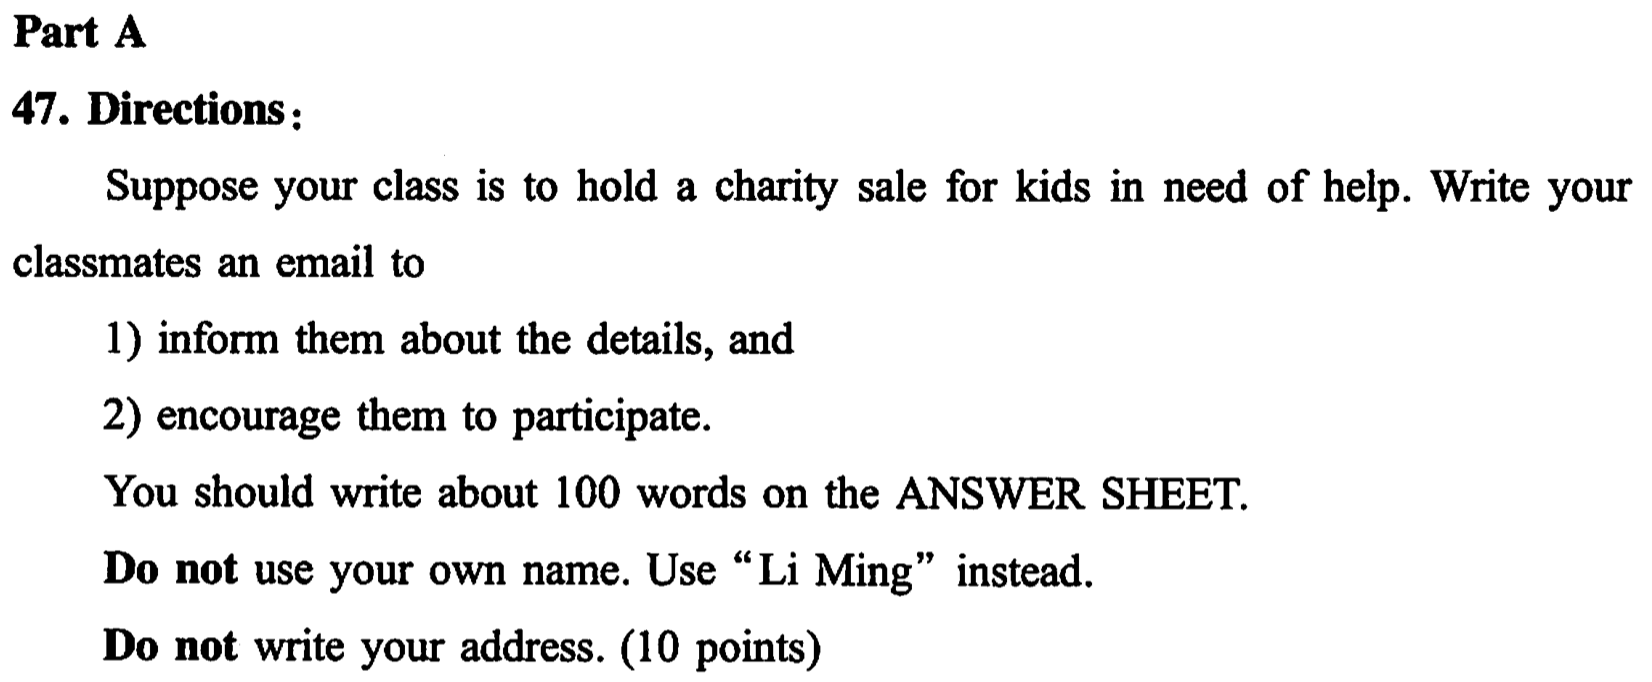 Part A
47. Directions:
Suppose your class is to hold a charity sale for kids in need of help. Write your
classmates an email to
1) inform them about the details, and
2) encourage them to participate.
You should write about 100 words on the ANSWER SHEET.
Do not use your own name. Use “Li Ming” instead.
Do not write your address. (10 points)